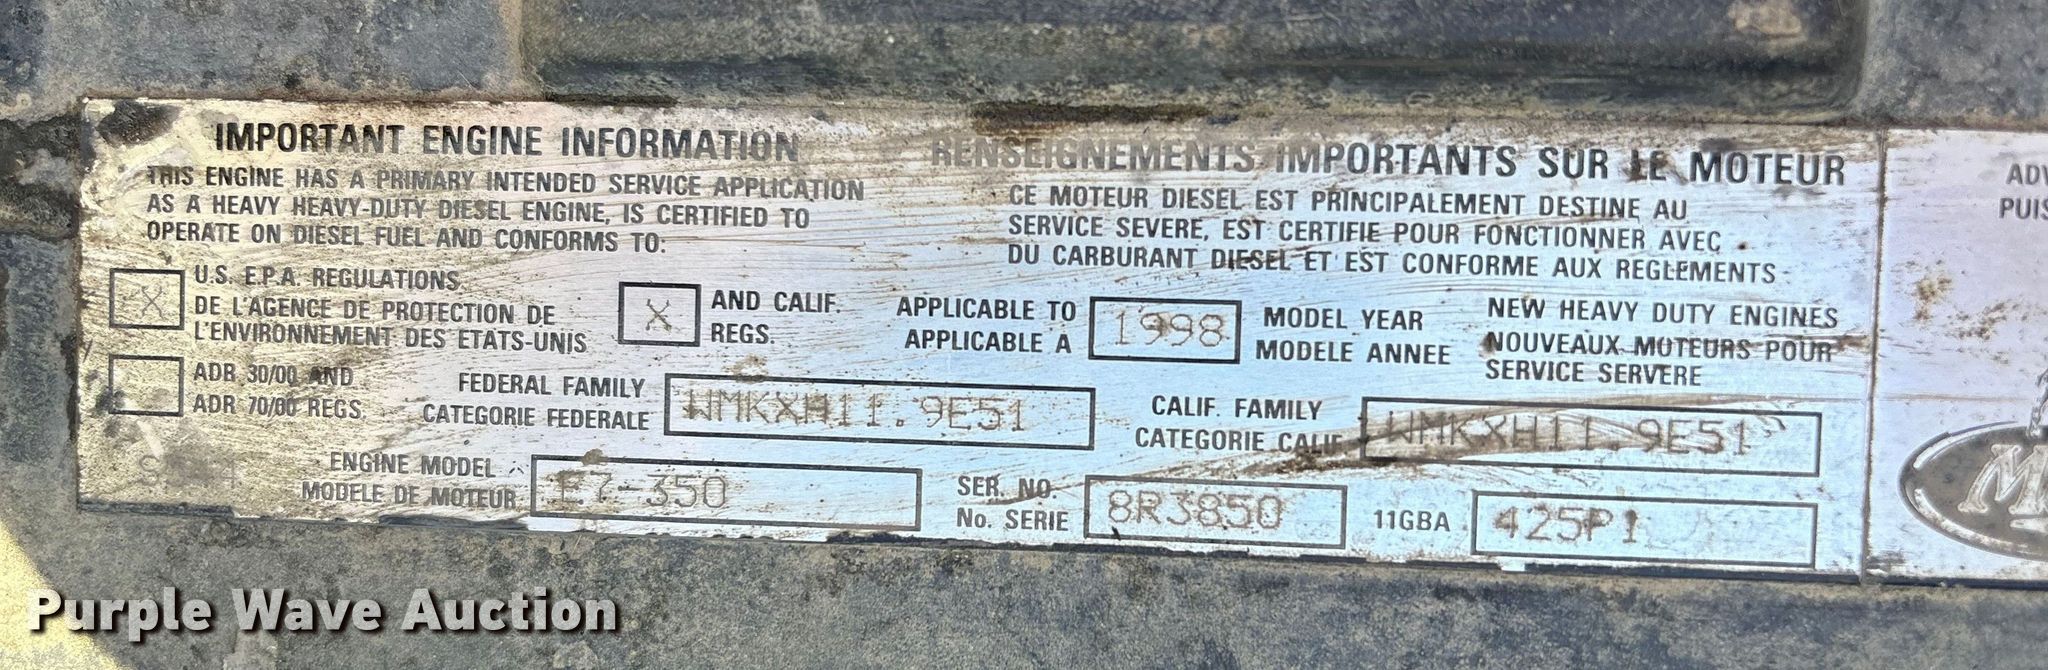 IMPORTANT ENGINE INFORMATION
THIS ENGINE HAS A PRIMARY INTENDED SERVICE APPLICATION
AS A HEAVY HEAVY-DUTY DIESEL ENGINE, IS CERTIFIED TO
OPERATE ON DIESEL FUEL AND CONFORMS TO:
RENSEIGNEMENTS IMPORTANTS SUR LE MOTEUR
CE MOTEUR DIESEL EST PRINCIPALEMENT DESTINE AU
SERVICE SEVERE, EST CERTIFIE POUR FONCTIONNER AVEC
DU CARBURANT DIESEL ET EST CONFORME AUX REGLEMENTS
X
U.S. E.P.A. REGULATIONS
DE L'AGENCE DE PROTECTION DE
L'ENVIRONNEMENT DES ETATS-UNIS
X
AND CALIF.
REGS.
APPLICABLE TO
APPLICABLE A
1998
MODEL YEAR
MODELE ANNEE
NEW HEAVY DUTY ENGINES
NOUVEAUX MOTEURS POUR
SERVICE SERVERE
ADR 30/00 AND
ADR 70/00 REGS.
FEDERAL FAMILY
CATEGORIE FEDERALE
WMKXH11.9E51
CALIF. FAMILY
CATEGORIE CALIF
WMKXH11.9E51
ENGINE MODEL
MODELE DE MOTEUR
E7-350
SER. NO.
No. SERIE
8R3850
11GBA
425P1
ADV
PUIS
Purple Wave Auction